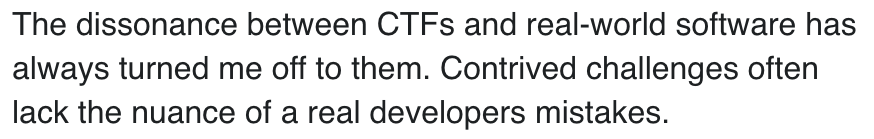 The dissonance between CTFs and real-world software has
always turned me off to them. Contrived challenges often
lack the nuance of a real developers mistakes.